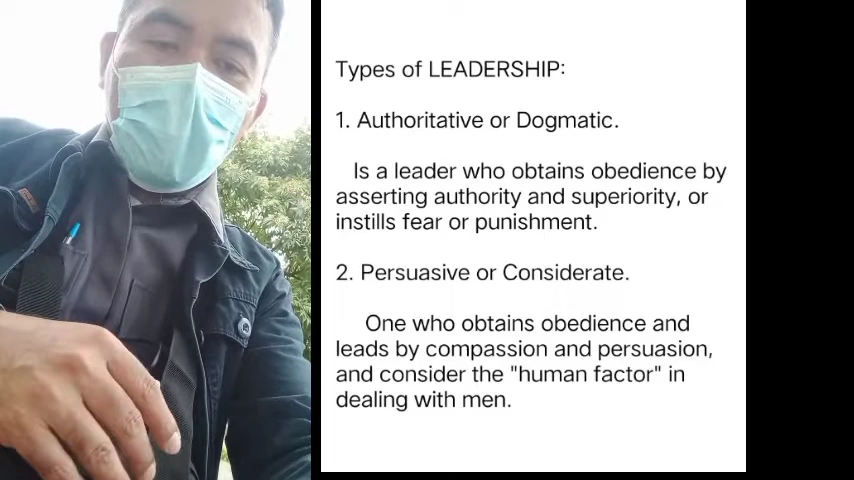 Types of LEADERSHIP:
1. Authoritative or Dogmatic.
Is a leader who obtains obedience by
asserting authority and superiority, or
instills fear or punishment.
2. Persuasive or Considerate.
One who obtains obedience and
leads by compassion and persuasion,
and consider the "human factor" in
dealing with men.